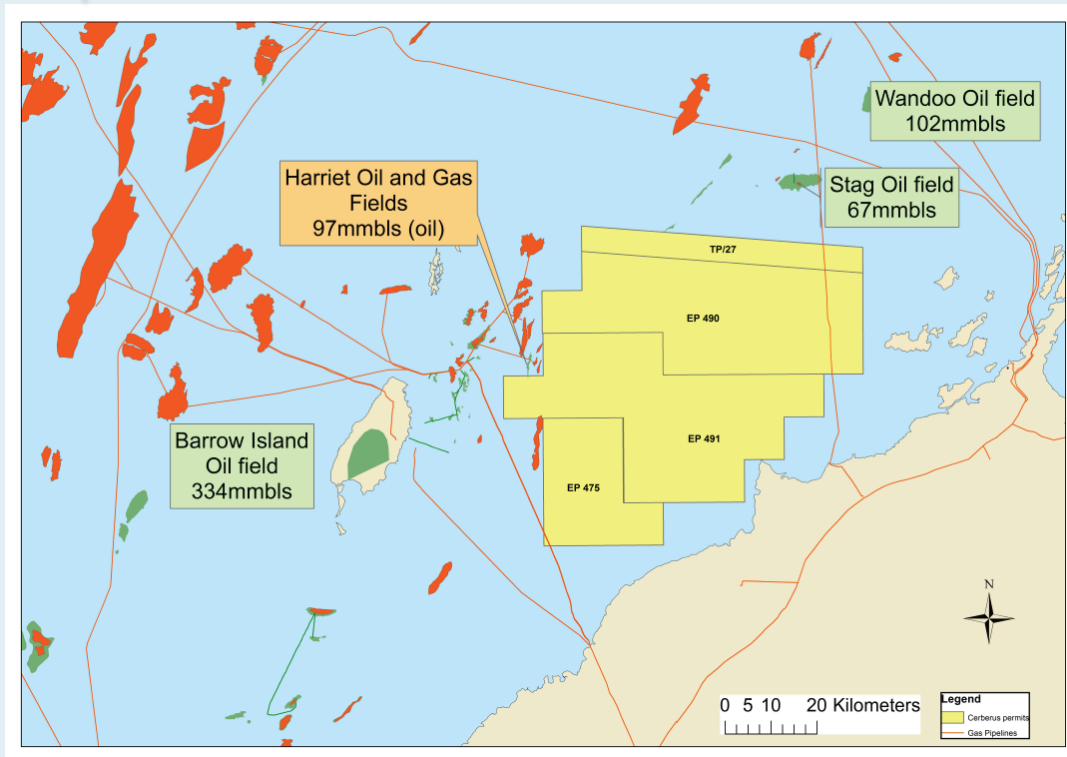 Wandoo Oil field
102mmbls
Harriet Oil and Gas
Fields
97mmbls (oil)
Stag Oil field
67mmbls
TP/27
EP 490
Barrow Island
Oil field
334mmbls
EP 491
EP 475
N
0 5 10 20 Kilometers
Legend
Cerberus permits
Gas Pipelines